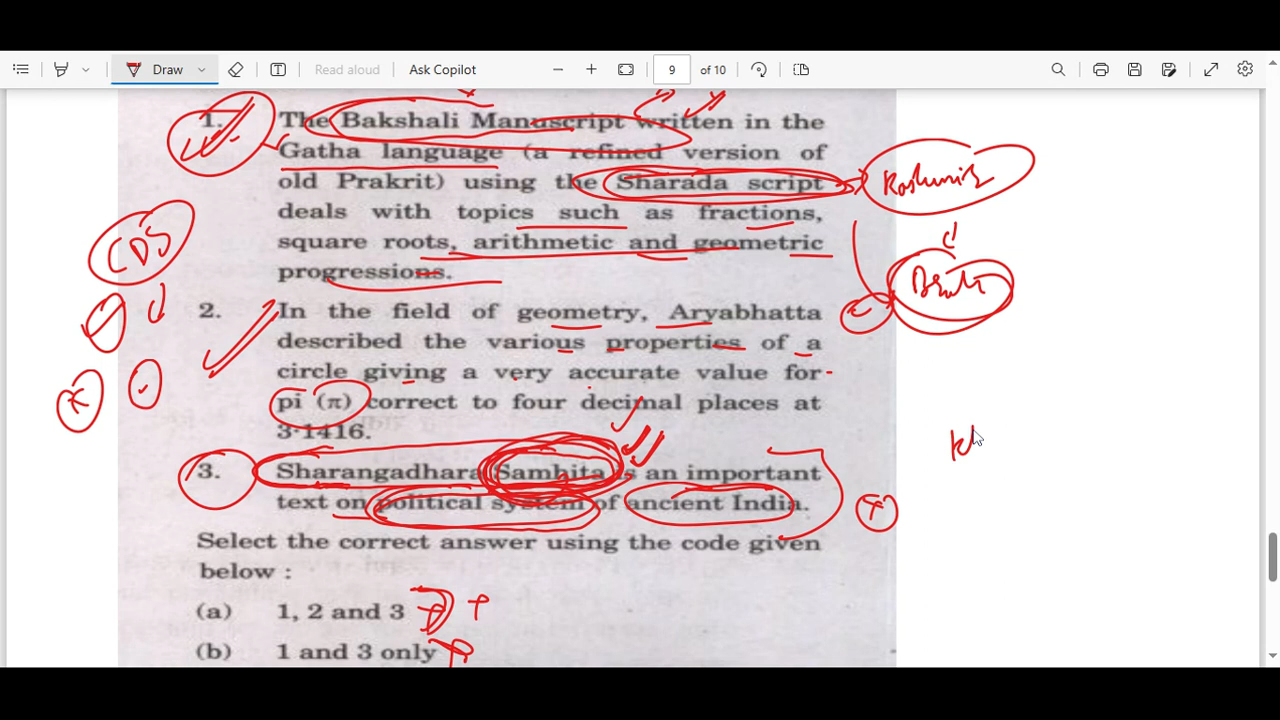 Draw
Read aloud
Ask Copilot
9 of 10
1. The Bakshali Manuscript written in the
Gatha language (a refined version of
old Prakrit) using the Sharada script
deals with topics such as fractions,
square roots, arithmetic and geometric
progressions.
CDS
2. In the field of geometry, Aryabhatta
described the various properties of a
circle giving a very accurate value for
pi (π) correct to four decimal places at
3·1416.
3. Sharangadhara Samhita is an important
text on political system of ancient India.
Select the correct answer using the code given
below :
(a) 1, 2 and 3
(b) 1 and 3 only